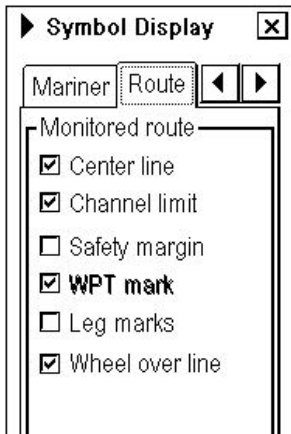 Symbol Display
Mariner Route
Monitored route
Center line
Channel limit
Safety margin
WPT mark
Leg marks
Wheel over line